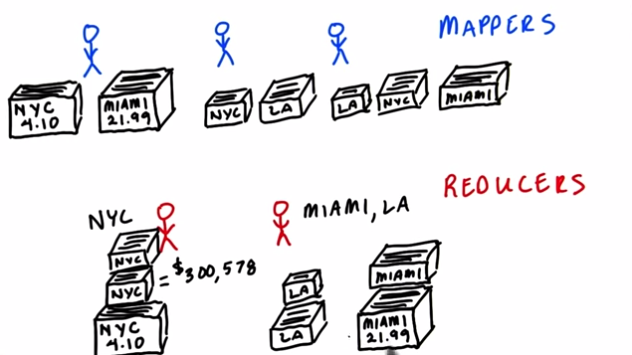 MAPPERS
NYC
4.10
MIAMI
21.99
NYC
LA
LA
NYC
MIAMI
REDUCERS
NYC
MIAMI, LA
NYC
NYC
= $300,578
NYC
4.10
LA
LA
MIAMI
MIAMI
21.99